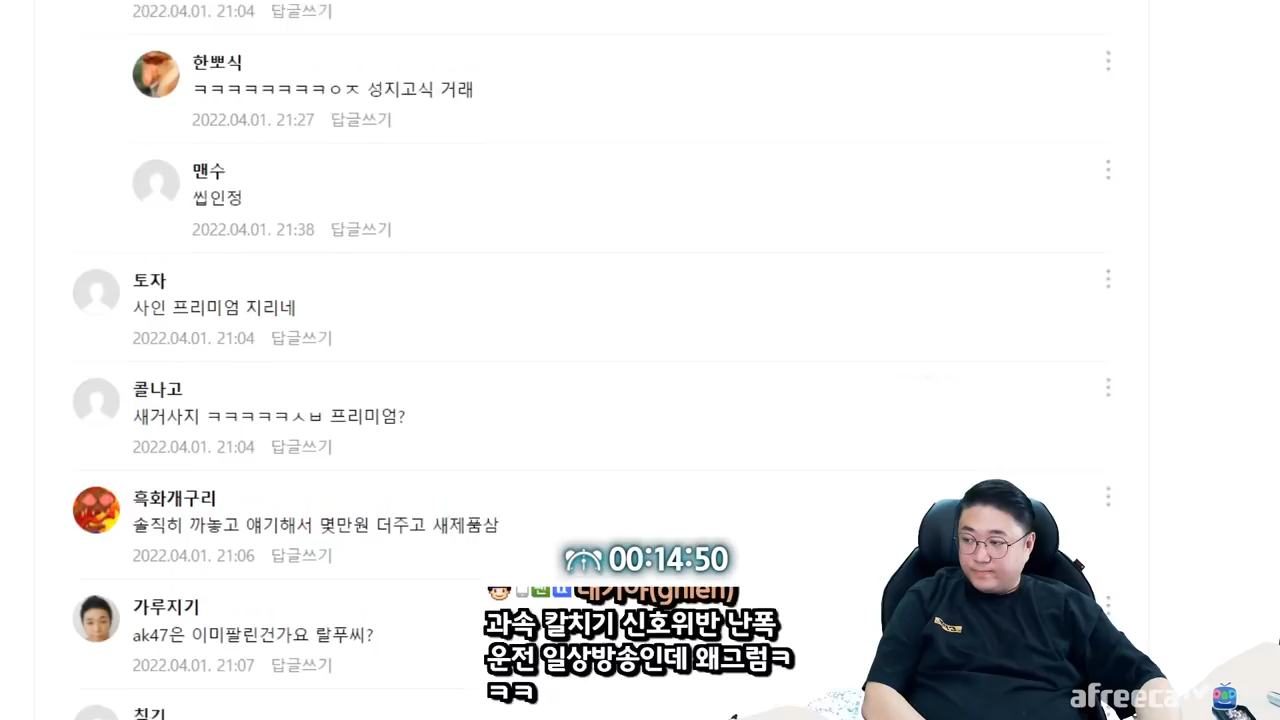 2022.04.01. 21:04 답글쓰기
한뽀식
ㅋㅋㅋㅋㅋㅋㅋㅋㅇㅈ 성지고식 거래
2022.04.01. 21:27 답글쓰기
맨수
씹인정
2022.04.01. 21:38 답글쓰기
토자
사인 프리미엄 지리네
2022.04.01. 21:04 답글쓰기
콜나고
새거사지 ㅋㅋㅋㅋㅋㅅㅂ 프리미엄?
2022.04.01. 21:04 답글쓰기
흑화개구리
솔직히 까놓고 얘기해서 몇만원 더주고 새제품삼
2022.04.01. 21:06 답글쓰기
가루지기
ak47은 이미팔린건가요 랄푸씨?
2022.04.01. 21:07 답글쓰기
00:14:50
과속 칼치기 신호위반 난폭
운전 일상방송인데 왜그럼ㅋ
ㅋㅋ
afreeca